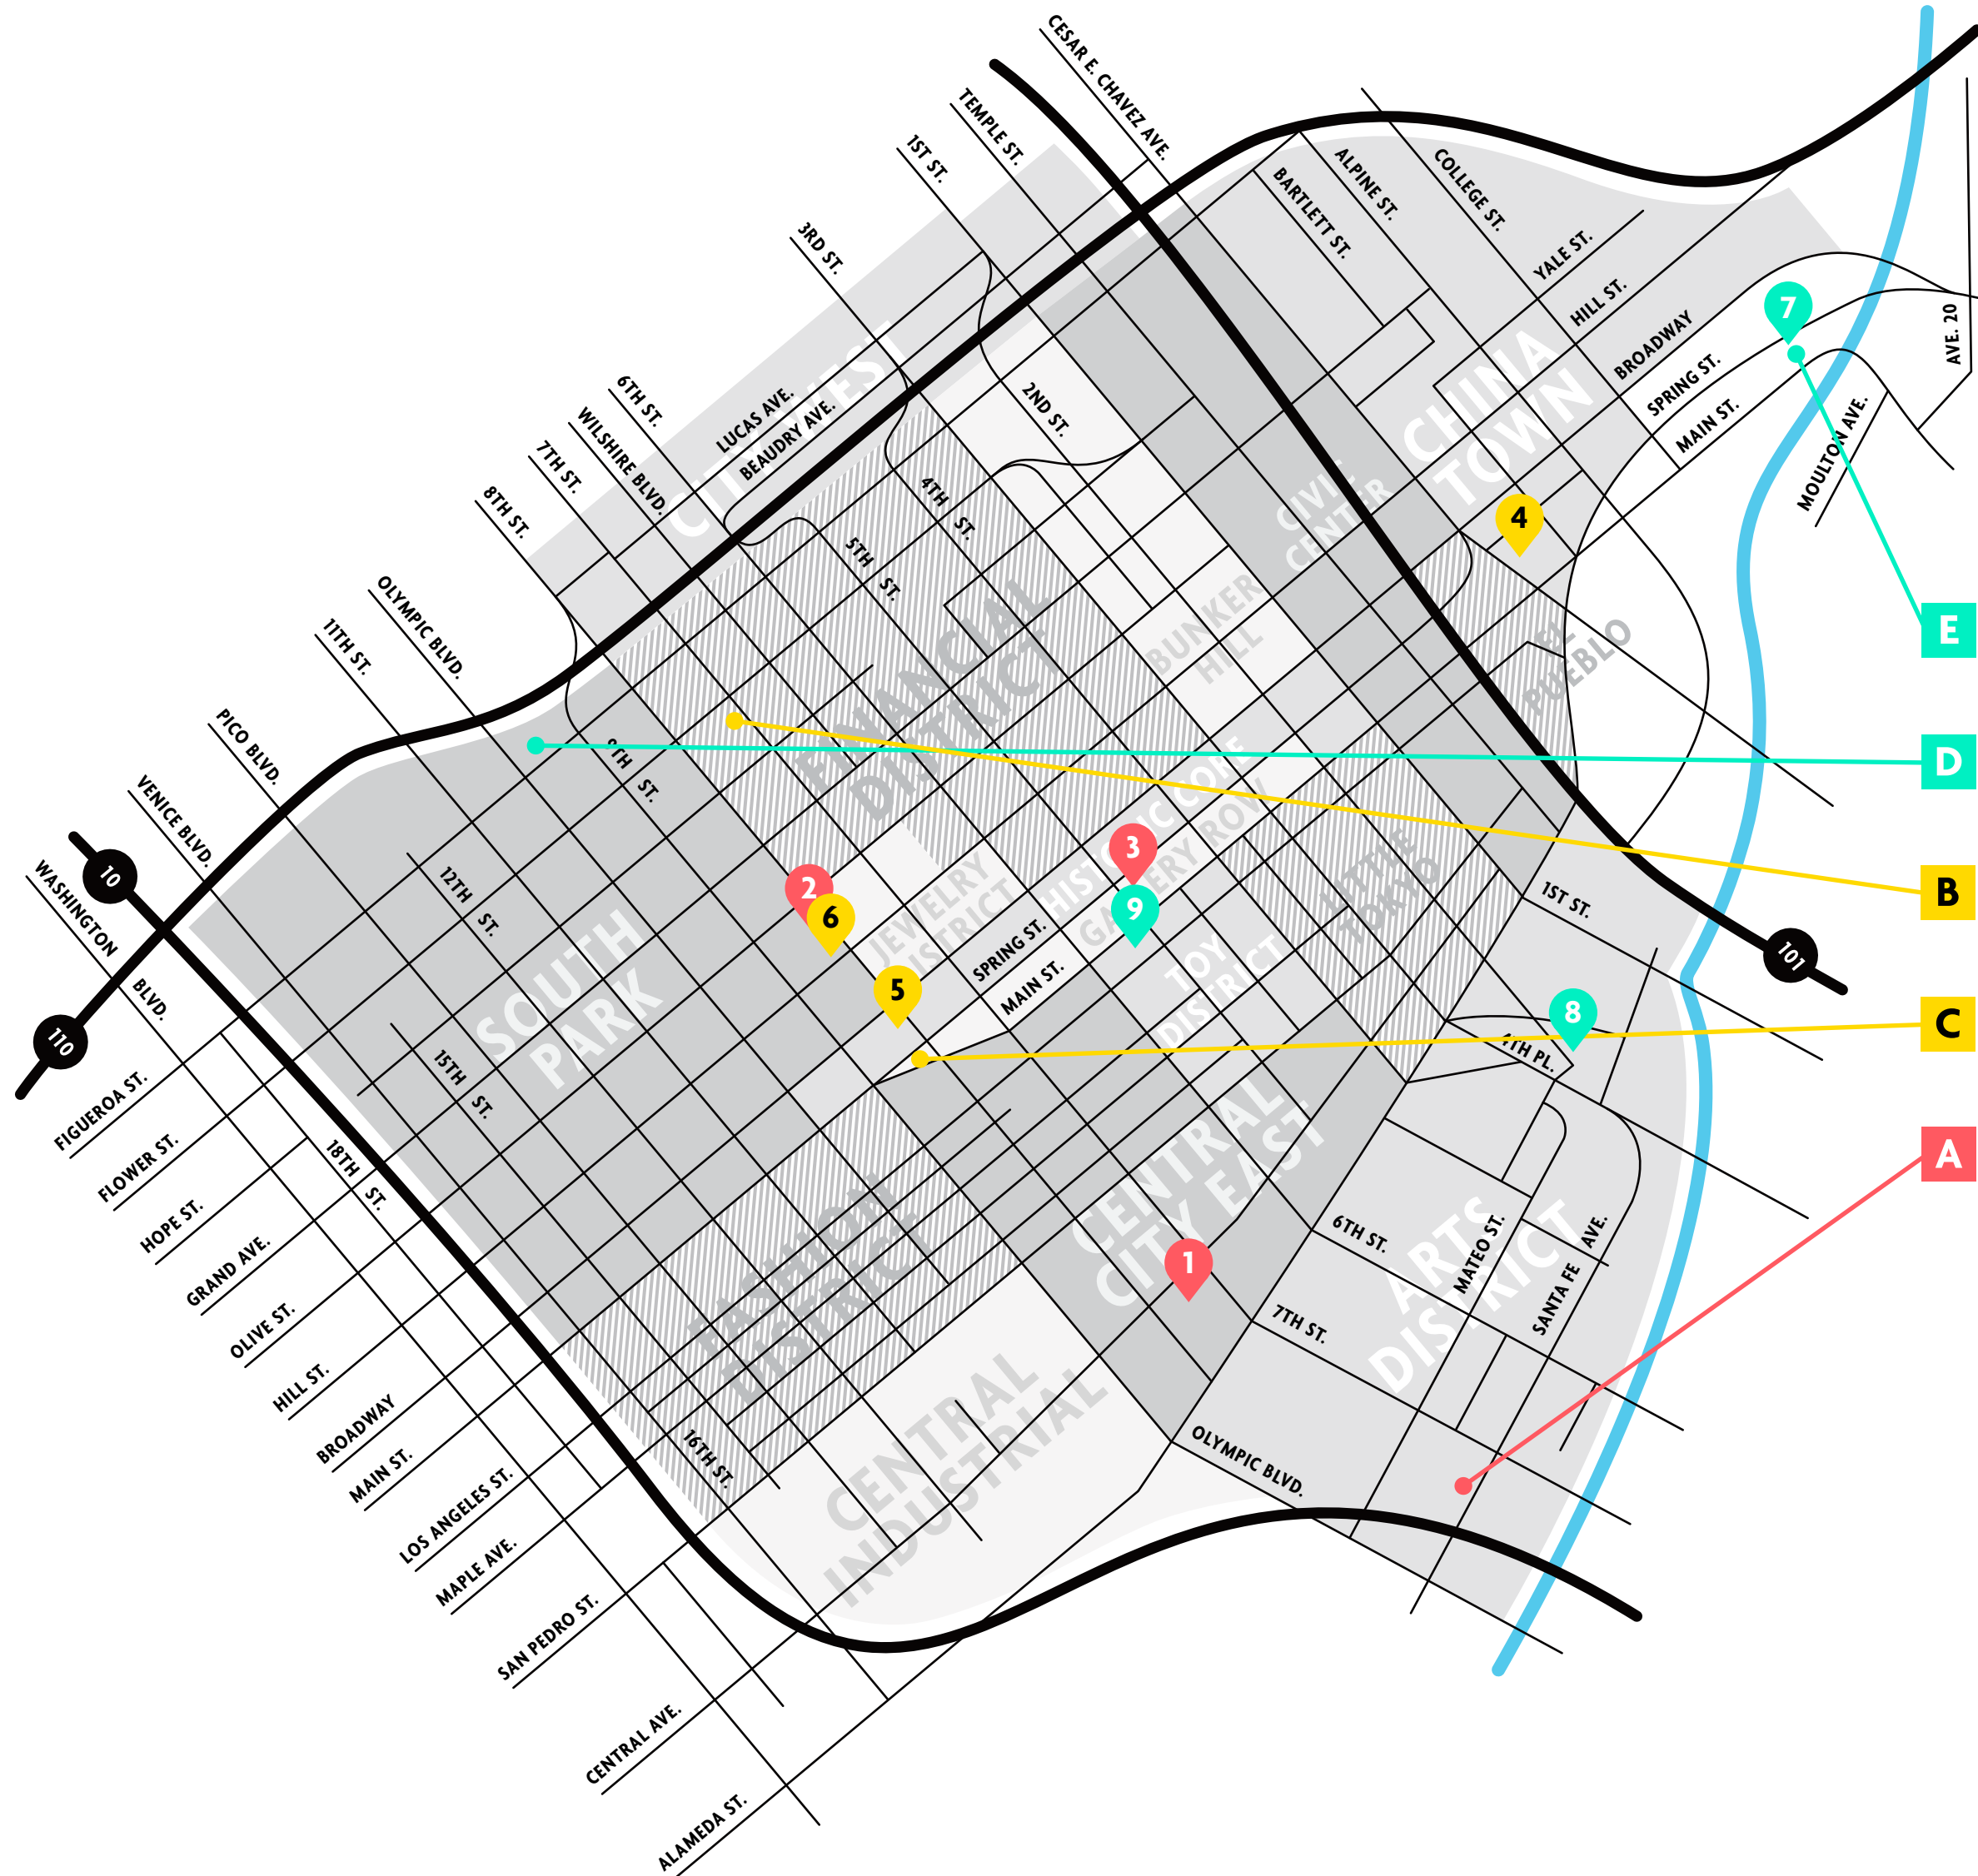 CESAR E. CHAVEZ AVE.
TEMPLE ST.
1ST ST.
3RD ST.
ALPINE ST.
BARTLETT ST.
COLLEGE ST.
YALE ST.
HILL ST.
BROADWAY
SPRING ST.
MAIN ST.
AVE. 20
MOULTON AVE.
7
E
CHINA
TOWN
4
CITY WEST
LUCAS AVE.
BEAUDRY AVE.
2ND ST.
6TH ST.
WILSHIRE BLVD.
7TH ST.
8TH ST.
4TH ST.
5TH ST.
CIVIC
CENTER
BUNKER
HILL
EL
PUEBLO
FINANCIAL
DISTRICT
OLYMPIC BLVD.
11TH ST.
9TH ST.
D
PICO BLVD.
VENICE BLVD.
WASHINGTON BLVD.
10
110
12TH ST.
15TH ST.
18TH ST.
SOUTH
PARK
2
6
5
JEWELRY
DISTRICT
HISTORIC CORE
GALLERY ROW
3
9
SPRING ST.
MAIN ST.
TOY
DISTRICT
LITTLE
TOKYO
B
1ST ST.
101
8
4TH PL.
C
A
CENTRAL
CITY EAST
1
6TH ST.
7TH ST.
MATEO ST.
SANTA FE AVE.
ARTS
DISTRICT
FASHION
DISTRICT
CENTRAL
INDUSTRIAL
16TH ST.
OLYMPIC BLVD.
FIGUEROA ST.
FLOWER ST.
HOPE ST.
GRAND AVE.
OLIVE ST.
HILL ST.
BROADWAY
MAIN ST.
LOS ANGELES ST.
MAPLE AVE.
SAN PEDRO ST.
CENTRAL AVE.
ALAMEDA ST.